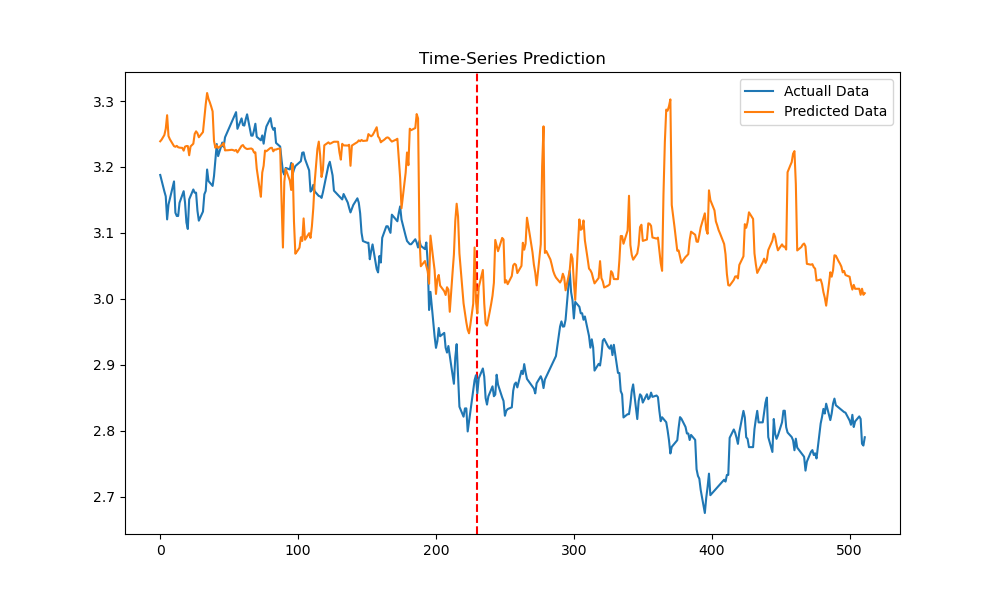 Time-Series Prediction
Actuall Data
Predicted Data
3.3
3.2
3.1
3.0
2.9
2.8
2.7
0 100 200 300 400 500